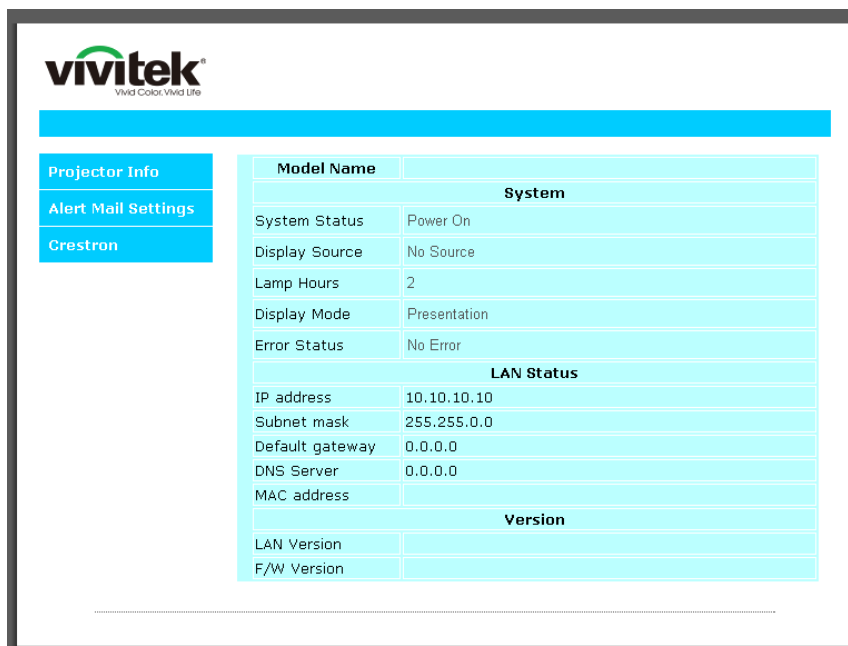 vivitek®
Vivid Color. Vivid Life
Projector Info
Alert Mail Settings
Crestron
Model Name
System
System Status Power On
Display Source No Source
Lamp Hours 2
Display Mode Presentation
Error Status No Error
LAN Status
IP address 10.10.10.10
Subnet mask 255.255.0.0
Default gateway 0.0.0.0
DNS Server 0.0.0.0
MAC address
Version
LAN Version
F/W Version